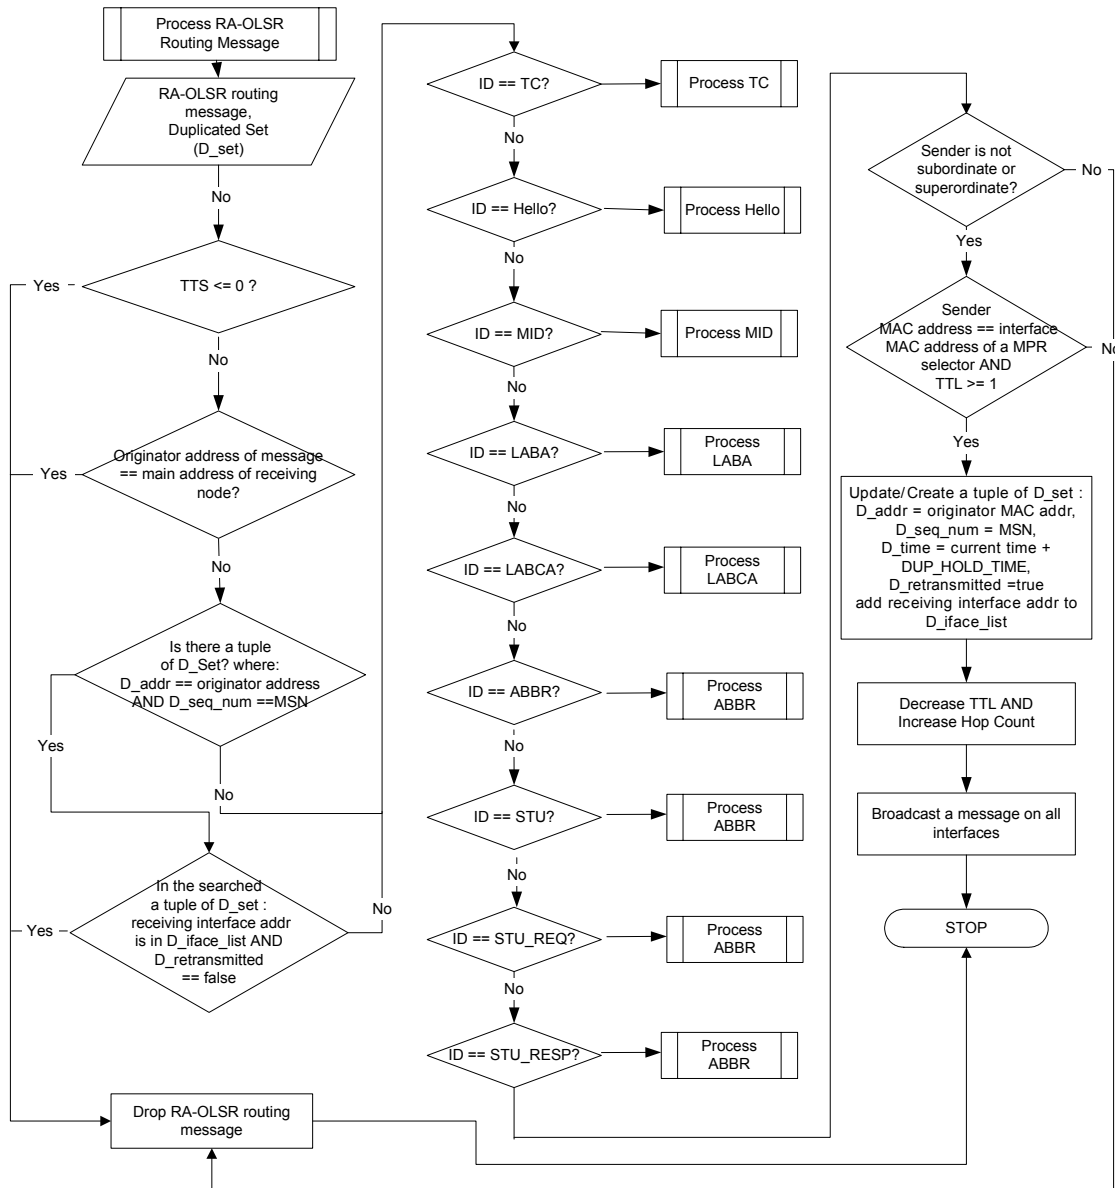 Process RA-OLSR
Routing Message
RA-OLSR routing
message,
Duplicated Set
(D_set)
No
TTS <= 0 ?
Yes
No
Originator address of message
== main address of receiving
node?
Yes
No
Is there a tuple
of D_Set? where:
D_addr == originator address
AND D_seq_num ==MSN
Yes
No
In the searched
a tuple of D_set :
receiving interface addr
is in D_iface_list AND
D_retransmitted
== false
Yes
No
Drop RA-OLSR routing
message
ID == TC?
Process TC
No
ID == Hello?
Process Hello
No
ID == MID?
Process MID
No
ID == LABA?
Process
LABA
No
ID == LABCA?
Process
LABCA
No
ID == ABBR?
Process
ABBR
No
ID == STU?
Process
ABBR
No
ID == STU_REQ?
Process
ABBR
No
ID == STU_RESP?
Process
ABBR
Sender is not
subordinate or
superordinate?
No
Yes
Sender
MAC address == interface
MAC address of a MPR
selector AND
TTL >= 1
No
Yes
Update/Create a tuple of D_set :
D_addr = originator MAC addr,
D_seq_num = MSN,
D_time = current time +
DUP_HOLD_TIME,
D_retransmitted =true
add receiving interface addr to
D_iface_list
Decrease TTL AND
Increase Hop Count
Broadcast a message on all
interfaces
STOP